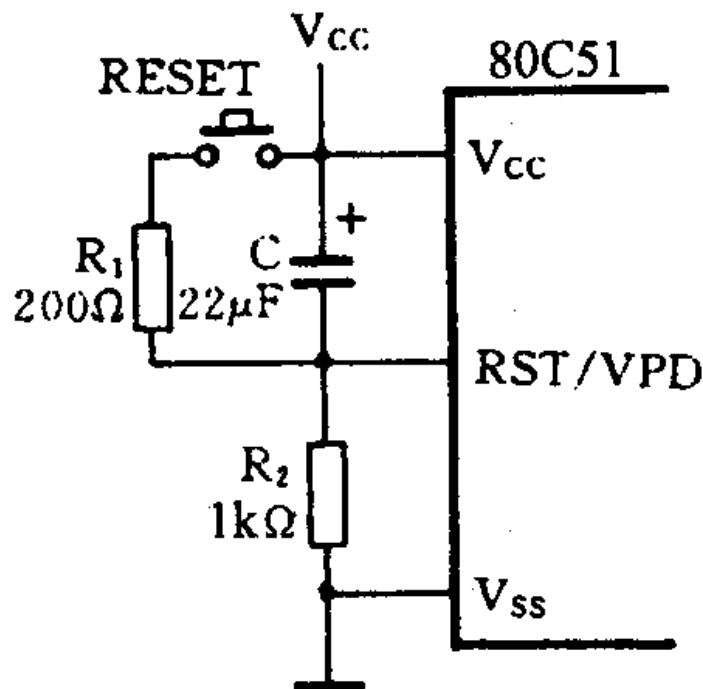 Vcc
80C51
RESET
Vcc
+
C
R₁
200Ω
22μF
RST/VPD
R₂
1kΩ
Vss